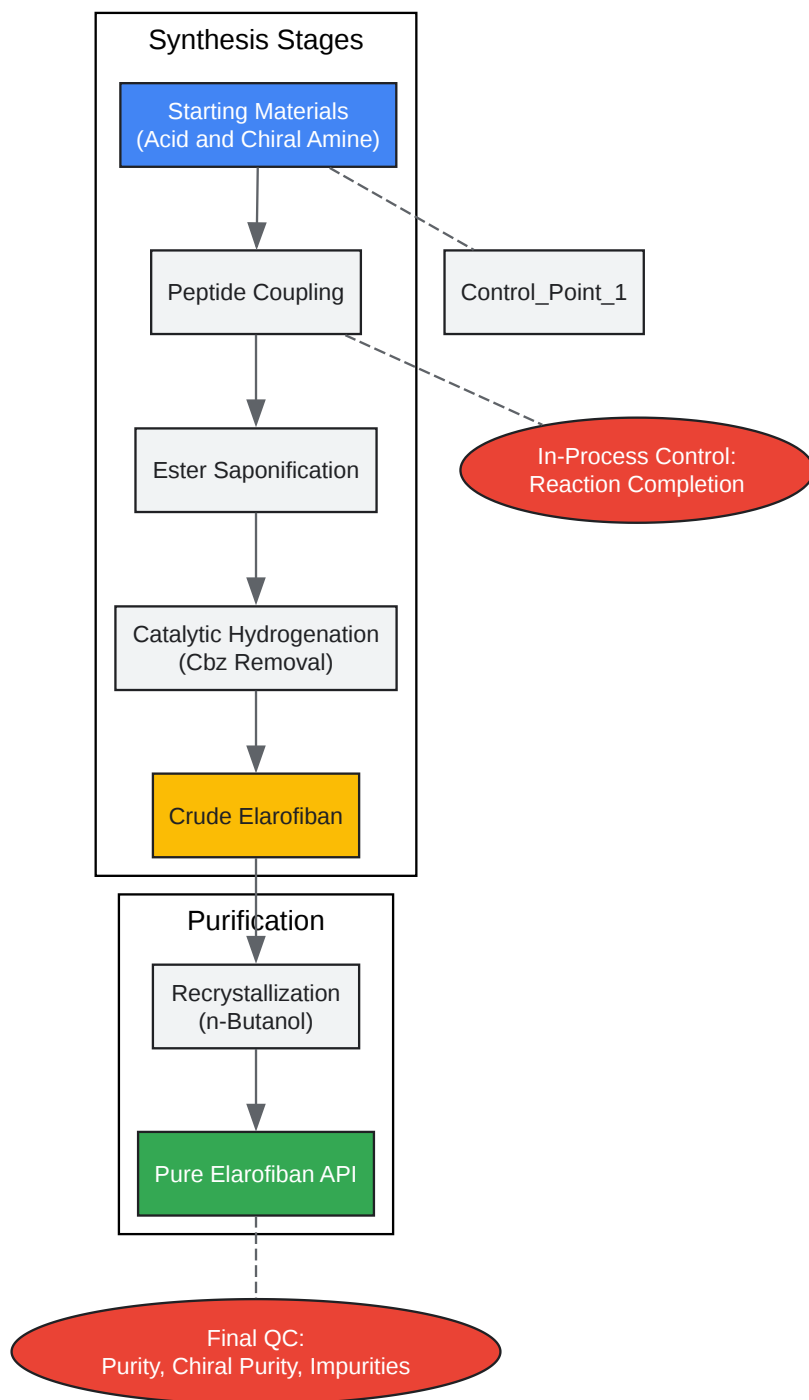 Synthesis Stages
Starting Materials
(Acid and Chiral Amine)
Peptide Coupling
Control_Point_1
Ester Saponification
In-Process Control:
Reaction Completion
Catalytic Hydrogenation
(Cbz Removal)
Crude Elarofiban
Purification
Recrystallization
(n-Butanol)
Pure Elarofiban API
Final QC:
Purity, Chiral Purity, Impurities